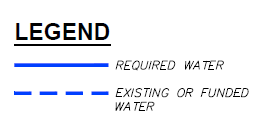 LEGEND
REQUIRED WATER
EXISTING OR FUNDED
WATER